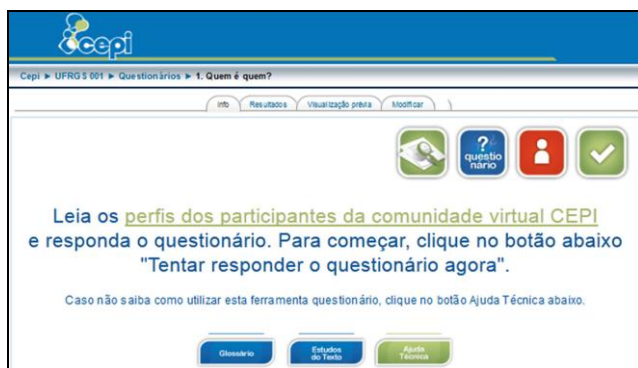 cepi
Cepi ► UFRGS 001 ► Questionários ► 1. Quem é quem?
Info Resultados Visualização prévia Modificar
? questio
nário
Leia os perfis dos participantes da comunidade virtual CEPI
e responda o questionário. Para começar, clique no botão abaixo
"Tentar responder o questionário agora".
Caso não saiba como utilizar esta ferramenta questionário, clique no botão Ajuda Técnica abaixo.
Glossário Estudos Ajuda
do Texto Técnica